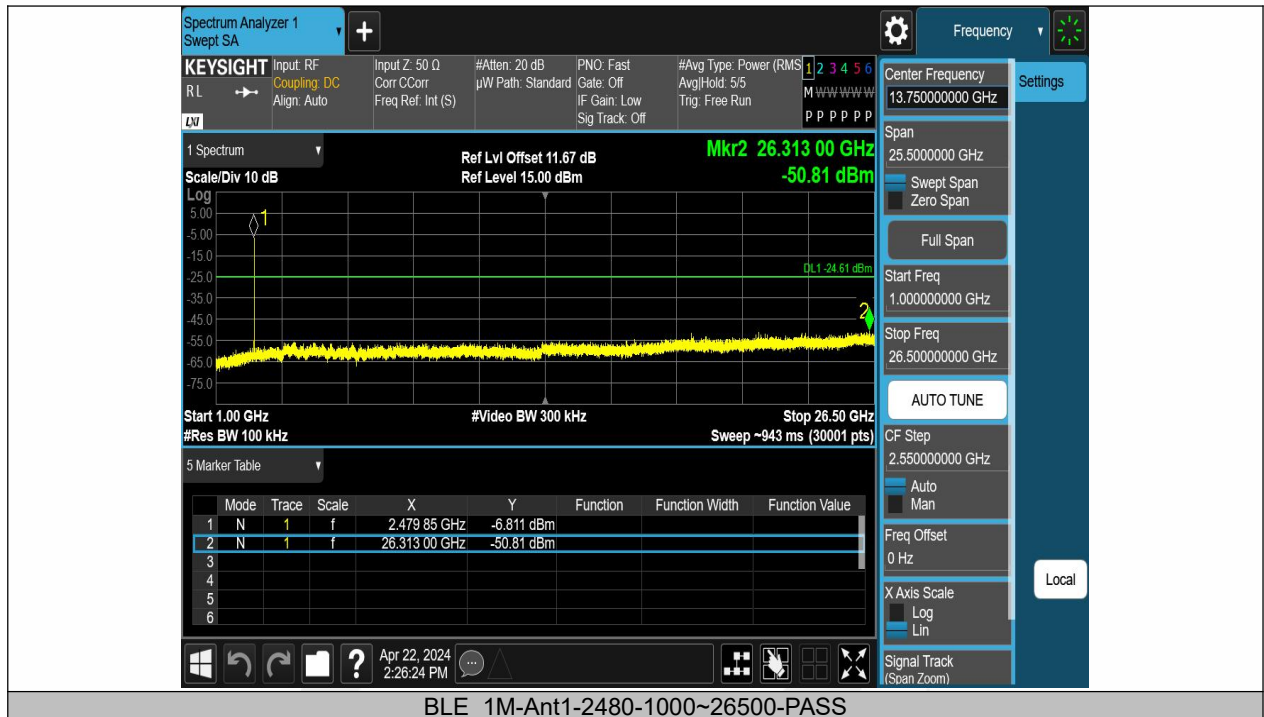 Spectrum Analyzer 1
Swept SA
+
Frequency
KEYSIGHT
RL
LXI
Input: RF
Coupling: DC
Align: Auto
Input Z: 50 Ω
Corr CCorr
Freq Ref: Int (S)
#Atten: 20 dB
µW Path: Standard
PNO: Fast
Gate: Off
IF Gain: Low
Sig Track: Off
#Avg Type: Power (RMS
Avg|Hold: 5/5
Trig: Free Run
1 2 3 4 5 6
M W W W W W
P P P P P P
Center Frequency
13.750000000 GHz
Settings
Span
25.5000000 GHz
Swept Span
Zero Span
Full Span
Start Freq
1.000000000 GHz
Stop Freq
26.500000000 GHz
AUTO TUNE
CF Step
2.550000000 GHz
Auto
Man
Freq Offset
0 Hz
X Axis Scale
Log
Lin
Signal Track
(Span Zoom)
Local
1 Spectrum
Scale/Div 10 dB
Ref Lvl Offset 11.67 dB
Ref Level 15.00 dBm
Mkr2 26.313 00 GHz
-50.81 dBm
Log
5.00
-5.00
-15.0
-25.0
-35.0
-45.0
-55.0
-65.0
-75.0
1
DL1 -24.61 dBm
2
Start 1.00 GHz
#Video BW 300 kHz
Stop 26.50 GHz
#Res BW 100 kHz
Sweep ~943 ms (30001 pts)
5 Marker Table
Mode Trace Scale X Y Function Function Width Function Value
1 N 1 f 2.479 85 GHz -6.811 dBm
2 N 1 f 26.313 00 GHz -50.81 dBm
3
4
5
6
?
Apr 22, 2024
2:26:24 PM
BLE_1M-Ant1-2480-1000~26500-PASS